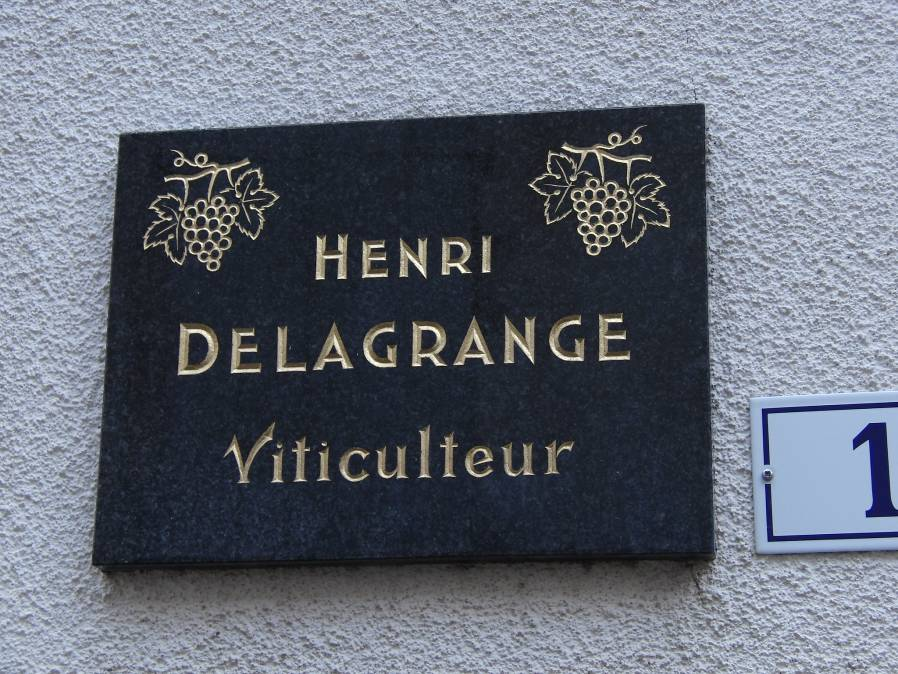 HENRI
DELAGRANGE
Viticulteur
1